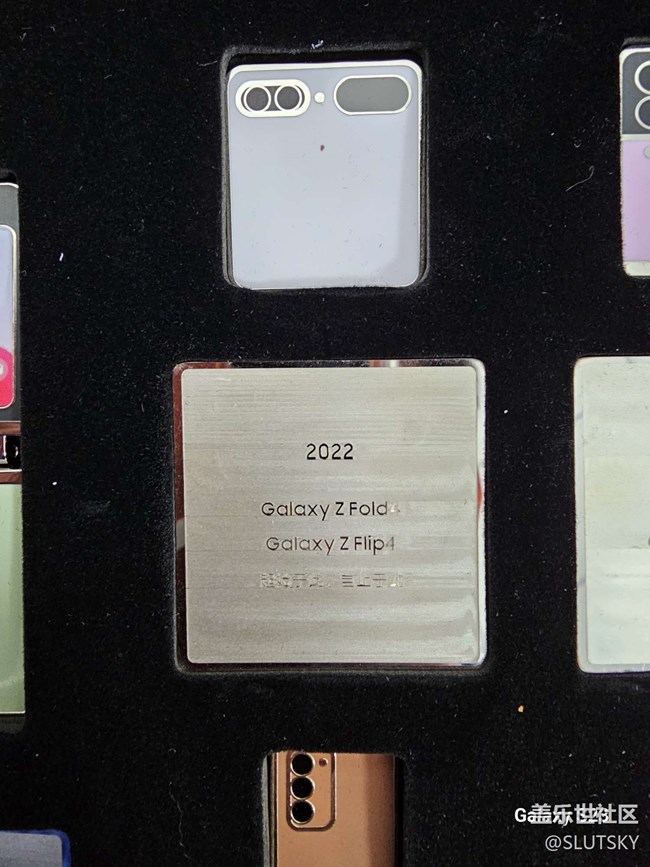 2022
Galaxy Z Fold4
Galaxy Z Flip4
盖乐世社区
@SLUTSKY